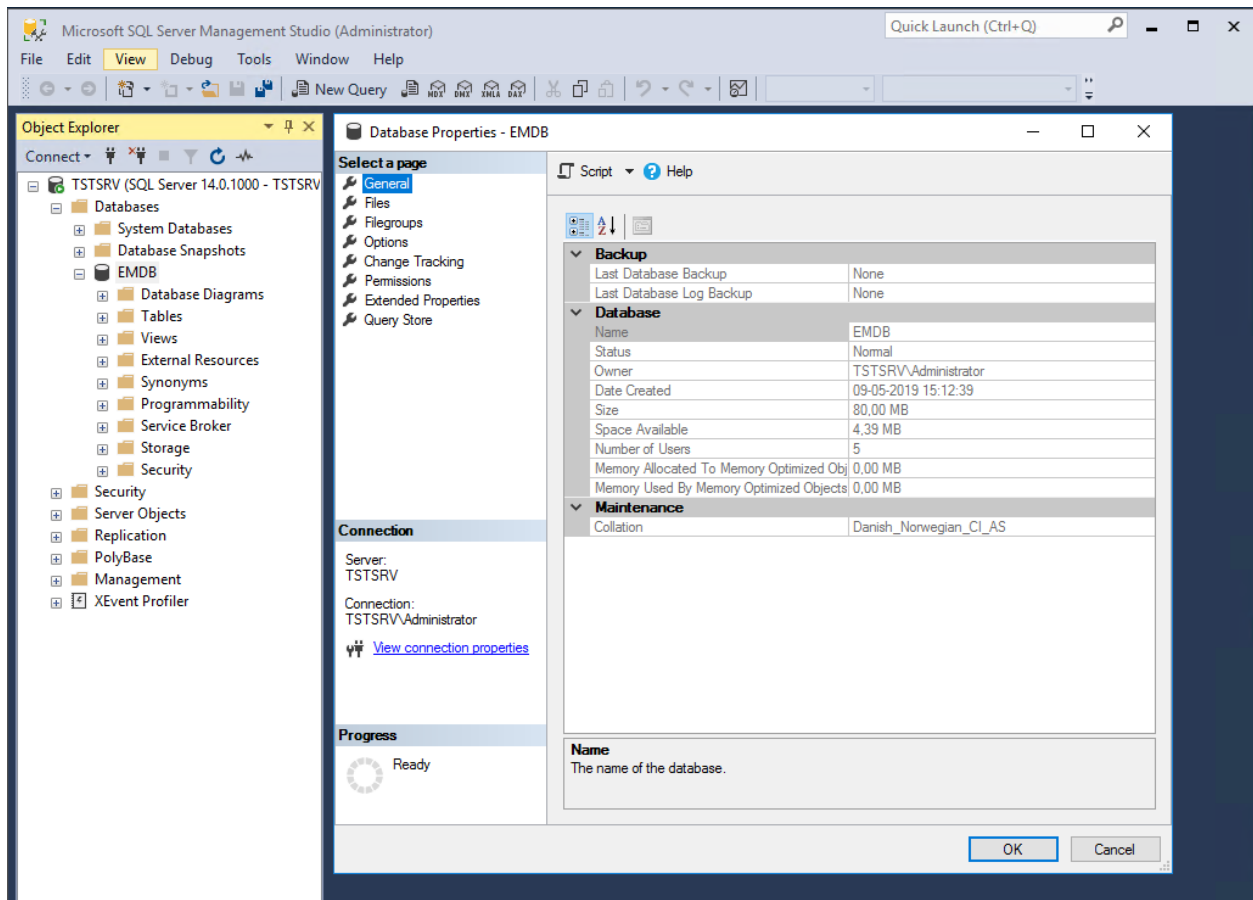 Microsoft SQL Server Management Studio (Administrator)
Quick Launch (Ctrl+Q)
File Edit View Debug Tools Window Help
New Query MDX DMX XMLA DAX
Object Explorer
Connect
TSTSRV (SQL Server 14.0.1000 - TSTSRV
Databases
System Databases
Database Snapshots
EMDB
Database Diagrams
Tables
Views
External Resources
Synonyms
Programmability
Service Broker
Storage
Security
Security
Server Objects
Replication
PolyBase
Management
XEvent Profiler
Database Properties - EMDB
Select a page
General
Files
Filegroups
Options
Change Tracking
Permissions
Extended Properties
Query Store
Connection
Server:
TSTSRV
Connection:
TSTSRV\Administrator
View connection properties
Progress
Ready
Script Help
Backup
Last Database Backup None
Last Database Log Backup None
Database
Name EMDB
Status Normal
Owner TSTSRV\Administrator
Date Created 09-05-2019 15:12:39
Size 80,00 MB
Space Available 4,39 MB
Number of Users 5
Memory Allocated To Memory Optimized Obj 0,00 MB
Memory Used By Memory Optimized Objects 0,00 MB
Maintenance
Collation Danish_Norwegian_CI_AS
Name
The name of the database.
OK Cancel